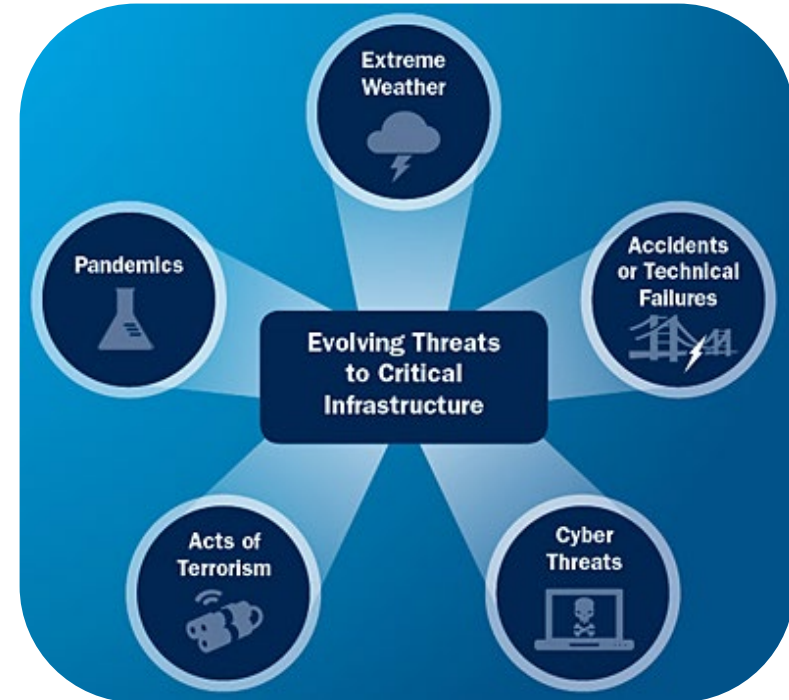 Extreme
Weather
Pandemics
Accidents
or Technical
Failures
Evolving Threats
to Critical
Infrastructure
Acts of
Terrorism
Cyber
Threats